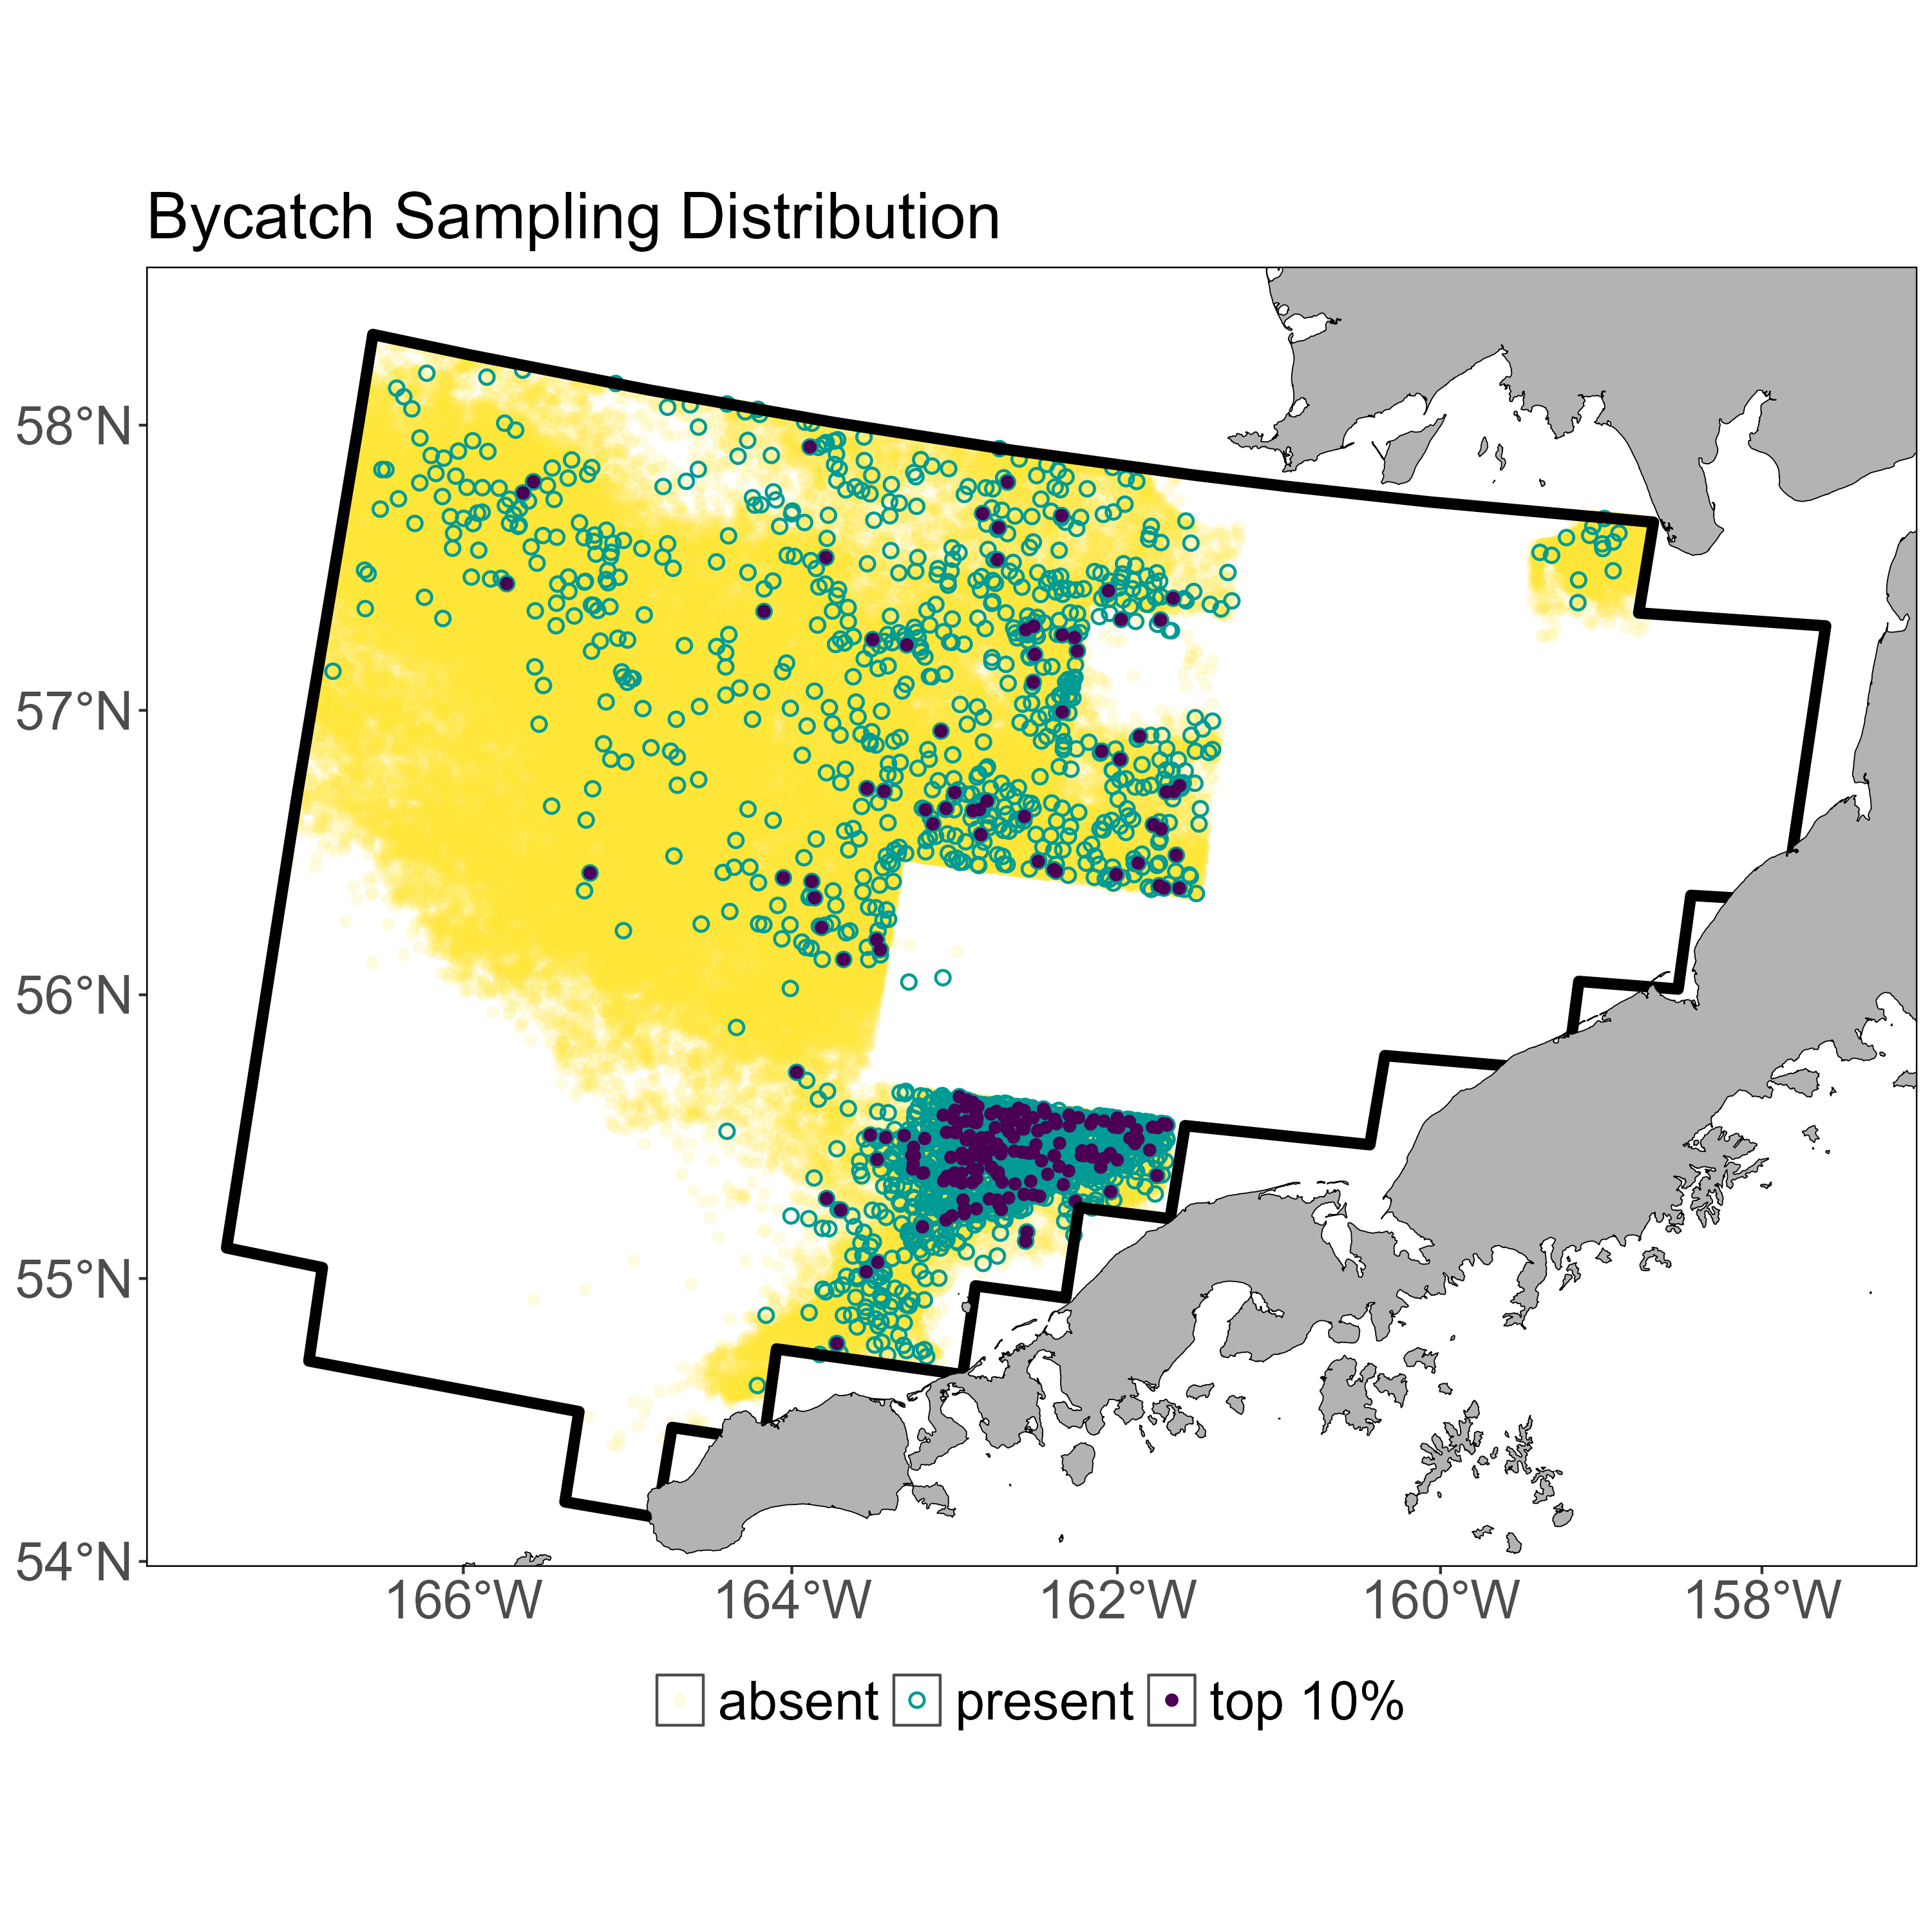 Bycatch Sampling Distribution
58°N
57°N
56°N
55°N
54°N
166°W 164°W 162°W 160°W 158°W
absent present top 10%